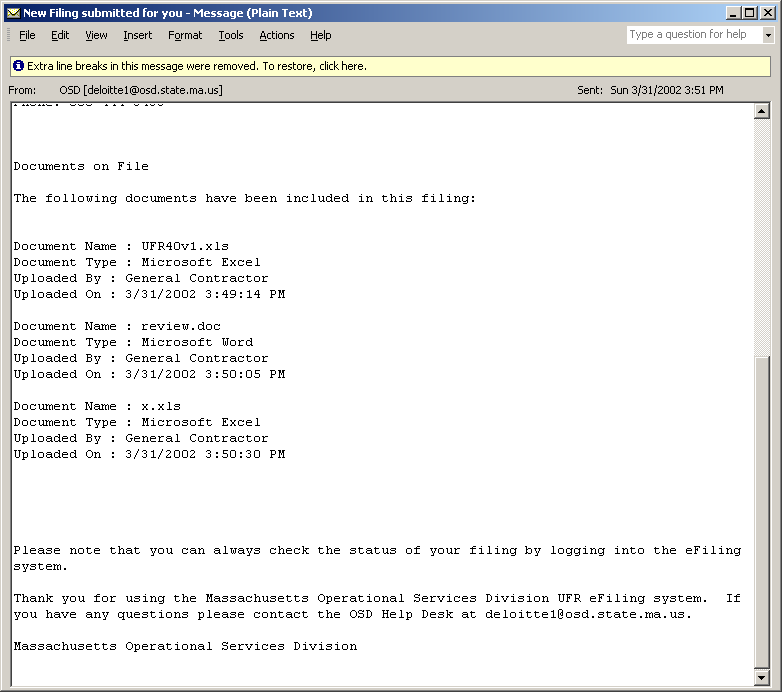 New Filing submitted for you - Message (Plain Text)
File Edit View Insert Format Tools Actions Help
Type a question for help
Extra line breaks in this message were removed. To restore, click here.
From: OSD [deloitte1@osd.state.ma.us] Sent: Sun 3/31/2002 3:51 PM
Documents on File
The following documents have been included in this filing:
Document Name : UFR40v1.xls
Document Type : Microsoft Excel
Uploaded By : General Contractor
Uploaded On : 3/31/2002 3:49:14 PM
Document Name : review.doc
Document Type : Microsoft Word
Uploaded By : General Contractor
Uploaded On : 3/31/2002 3:50:05 PM
Document Name : x.xls
Document Type : Microsoft Excel
Uploaded By : General Contractor
Uploaded On : 3/31/2002 3:50:30 PM
Please note that you can always check the status of your filing by logging into the eFiling
system.
Thank you for using the Massachusetts Operational Services Division UFR eFiling system.  If
you have any questions please contact the OSD Help Desk at deloitte1@osd.state.ma.us.
Massachusetts Operational Services Division